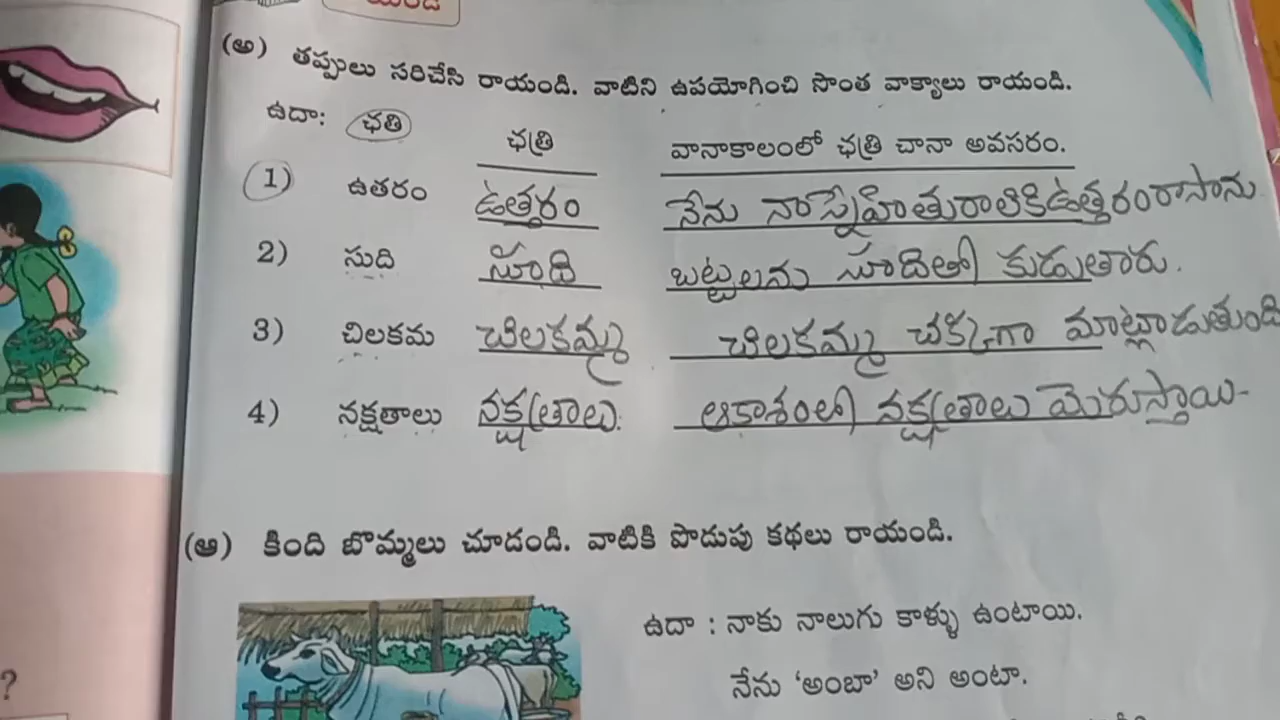 (అ) తప్పులు సరిచేసి రాయండి. వాటిని ఉపయోగించి సొంత వాక్యాలు రాయండి.
ఉదా: ఛతి ఛత్రి వానాకాలంలో ఛత్రి చానా అవసరం.
1) ఉతరం ఉత్తరం నేను నా స్నేహితురాలికి ఉత్తరం రాసాను
2) సుది సూది బట్టలను సూదితో కుడుతారు.
3) చిలకమ చిలకమ్మ చిలకమ్మ చక్కగా మాట్లాడుతుంది
4) నక్షతాలు నక్షత్రాలు. ఆకాశంలో నక్షత్రాలు మెరుస్తాయి-
(ఆ) కింది బొమ్మలు చూడండి. వాటికి పొడుపు కథలు రాయండి.
ఉదా : నాకు నాలుగు కాళ్ళు ఉంటాయి.
నేను ‘అంబా’ అని అంటా.
?